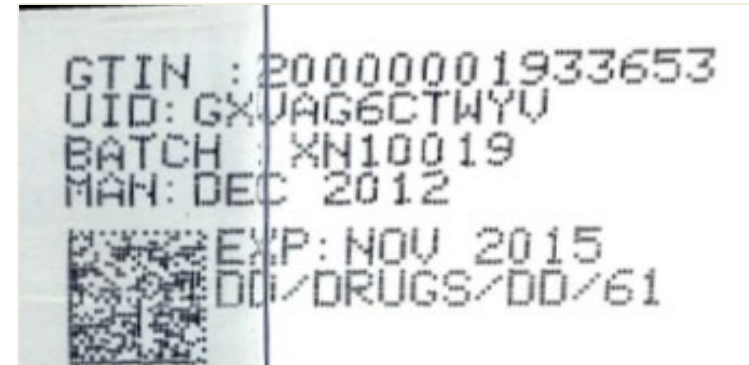 GTIN :20000001933653
UID: GXVAG6CTWYV
BATCH : XN10019
MAN: DEC 2012
EXP: NOV 2015
DD/DRUGS/DD/61